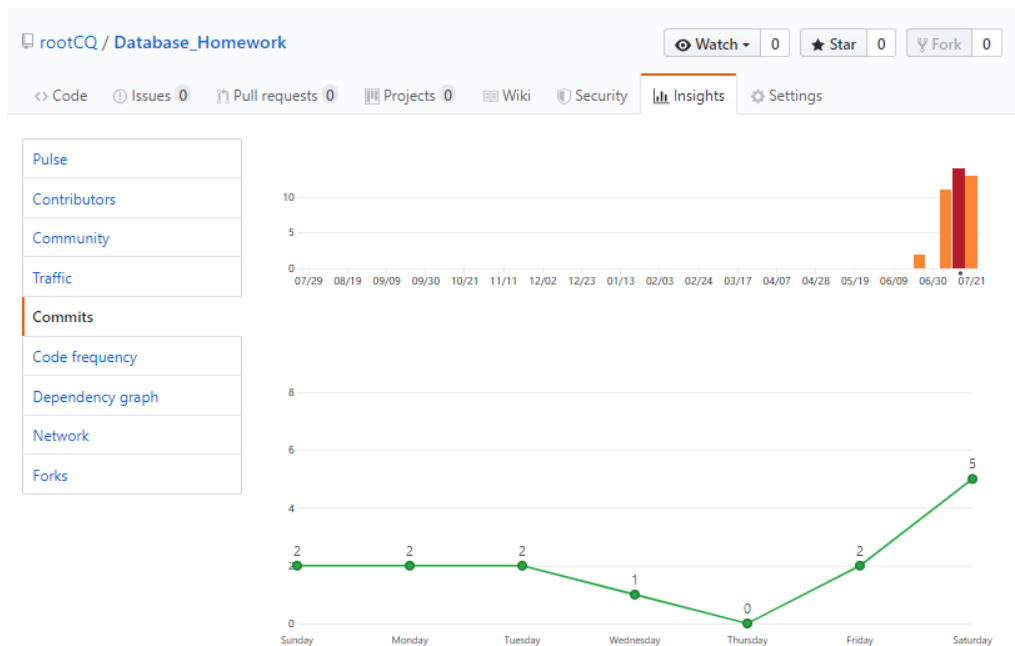 rootCQ / Database_Homework
Watch 0 Star 0 Fork 0
Code Issues 0 Pull requests 0 Projects 0 Wiki Security Insights Settings
Pulse
Contributors
Community
Traffic
Commits
Code frequency
Dependency graph
Network
Forks
10
5
0
07/29 08/19 09/09 09/30 10/21 11/11 12/02 12/23 01/13 02/03 02/24 03/17 04/07 04/28 05/19 06/09 06/30 07/21
8
6
5
4
2 2 2 2
2
1
0
0
Sunday Monday Tuesday Wednesday Thursday Friday Saturday